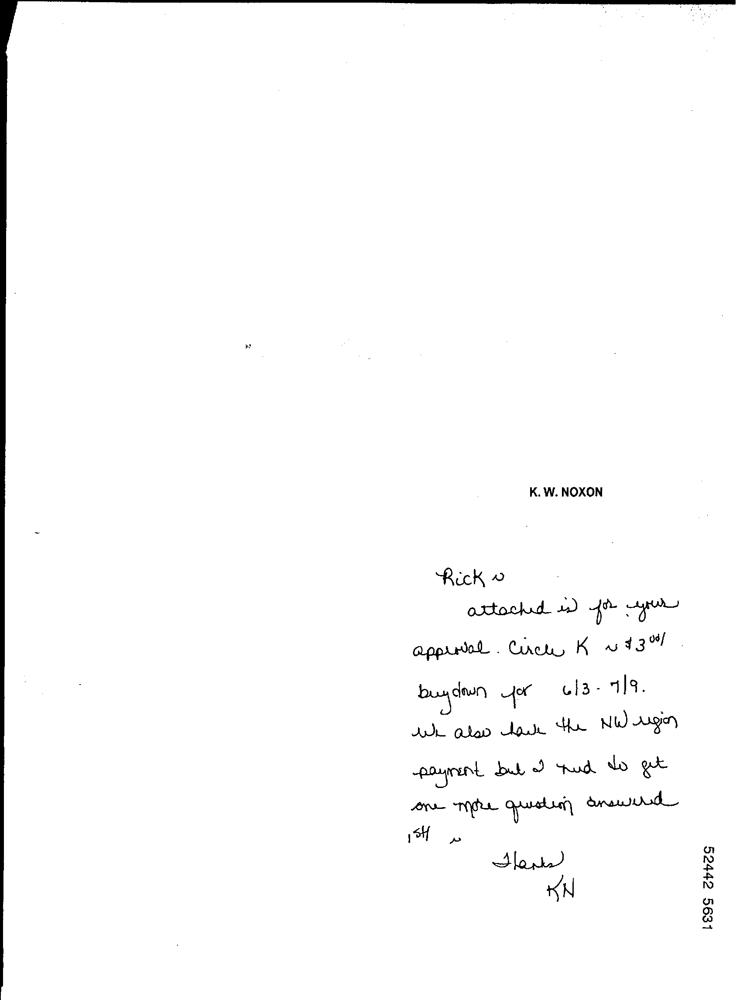 K. W. NOXON
Rick ~
attached is for your
approval. Circle K ~ $3 00/
buydown for 6/3 - 7/9.
We also have the NW region
payment but I need to get
one more question answered
1st ~
Thanks
KN
52442 5631